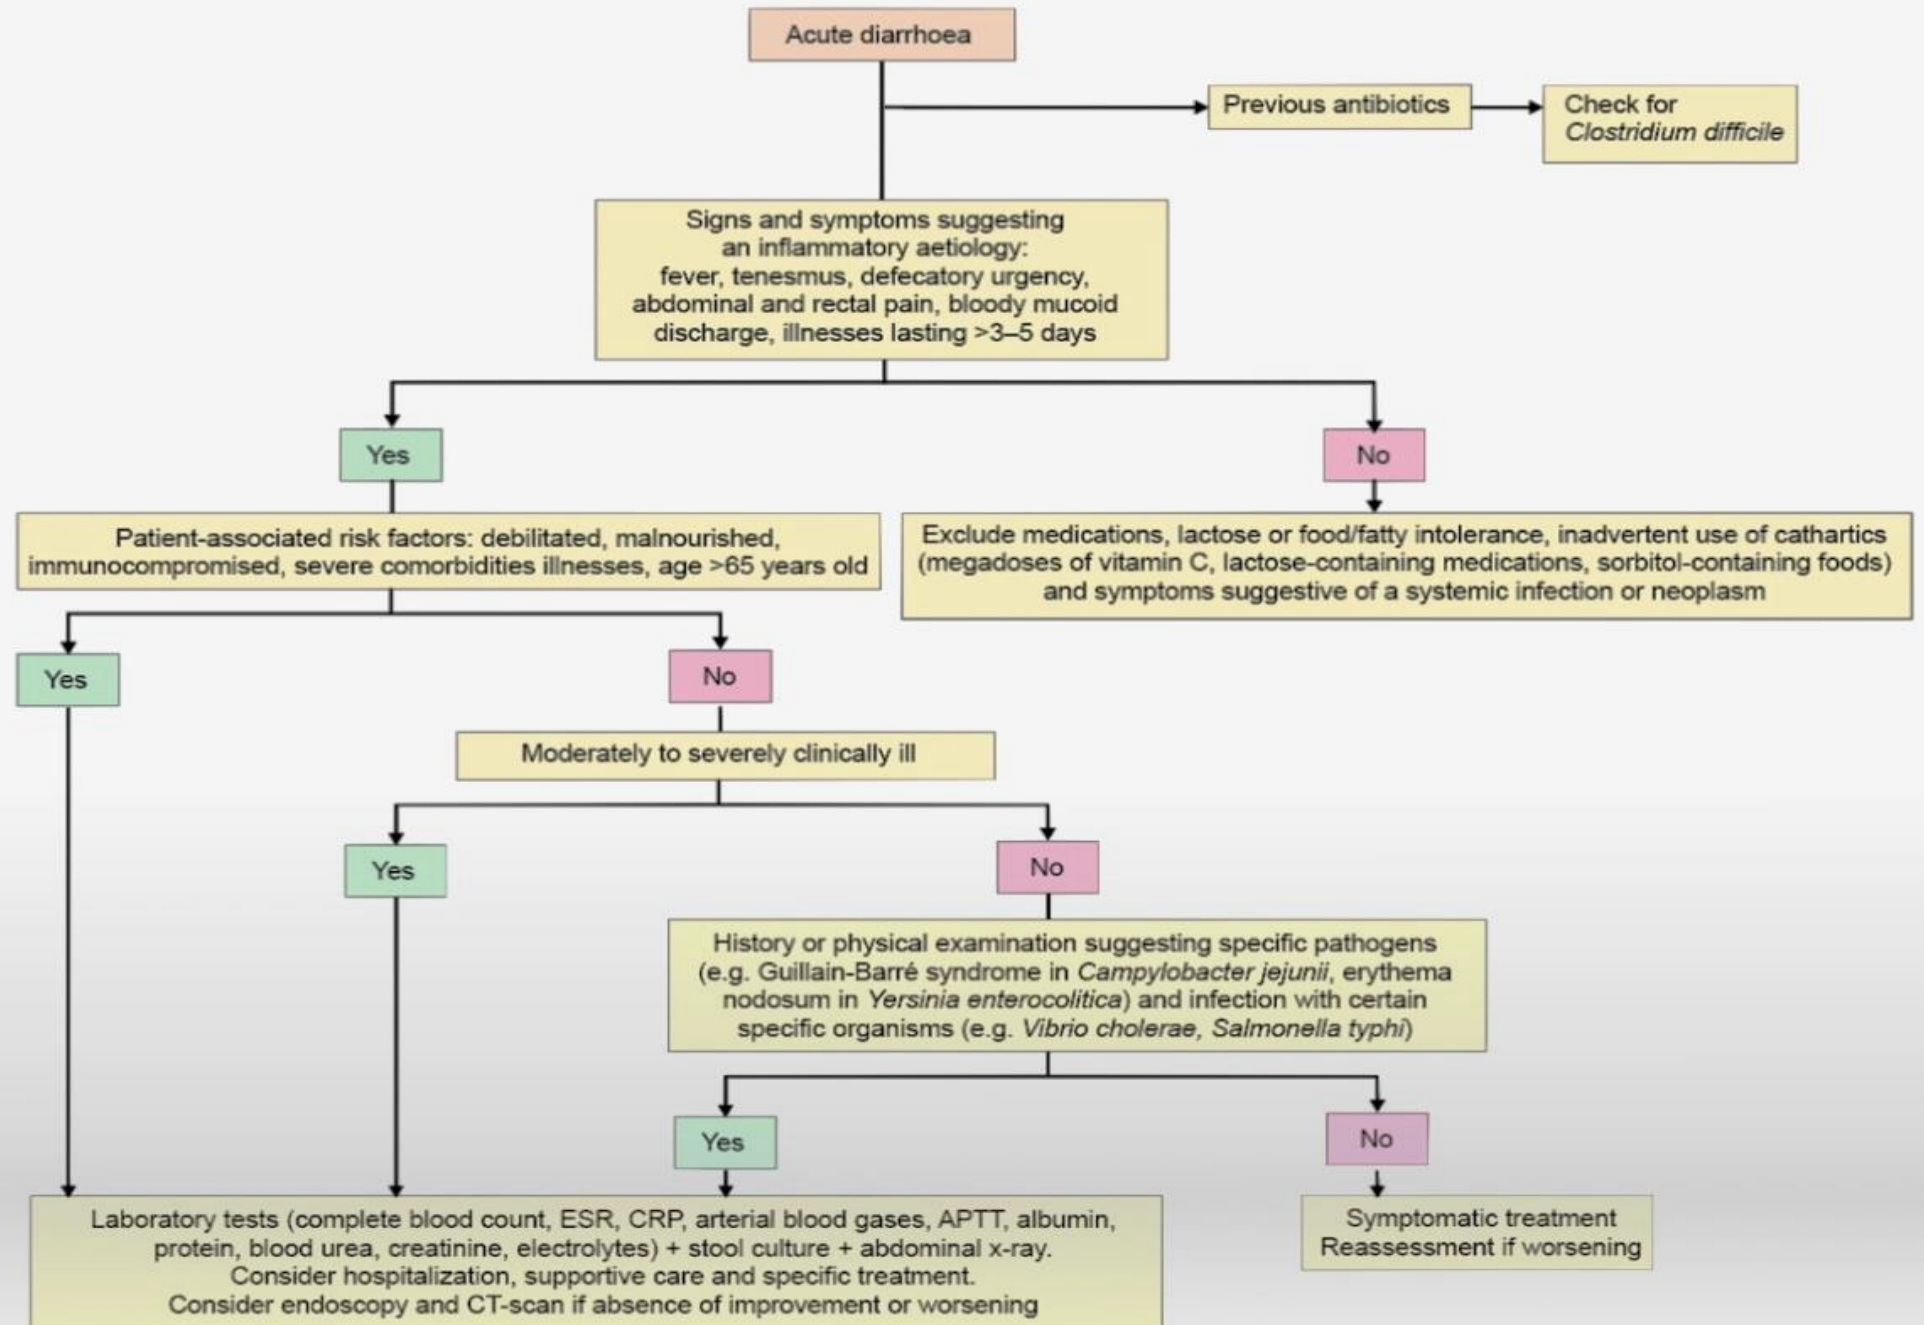 Acute diarrhoea
Previous antibiotics
Check for
Clostridium difficile
Signs and symptoms suggesting
an inflammatory aetiology:
fever, tenesmus, defecatory urgency,
abdominal and rectal pain, bloody mucoid
discharge, illnesses lasting >3–5 days
Yes
No
Patient-associated risk factors: debilitated, malnourished,
immunocompromised, severe comorbidities illnesses, age >65 years old
Exclude medications, lactose or food/fatty intolerance, inadvertent use of cathartics
(megadoses of vitamin C, lactose-containing medications, sorbitol-containing foods)
and symptoms suggestive of a systemic infection or neoplasm
Yes
No
Moderately to severely clinically ill
Yes
No
History or physical examination suggesting specific pathogens
(e.g. Guillain-Barré syndrome in Campylobacter jejunii, erythema
nodosum in Yersinia enterocolitica) and infection with certain
specific organisms (e.g. Vibrio cholerae, Salmonella typhi)
Yes
No
Laboratory tests (complete blood count, ESR, CRP, arterial blood gases, APTT, albumin,
protein, blood urea, creatinine, electrolytes) + stool culture + abdominal x-ray.
Consider hospitalization, supportive care and specific treatment.
Consider endoscopy and CT-scan if absence of improvement or worsening
Symptomatic treatment
Reassessment if worsening